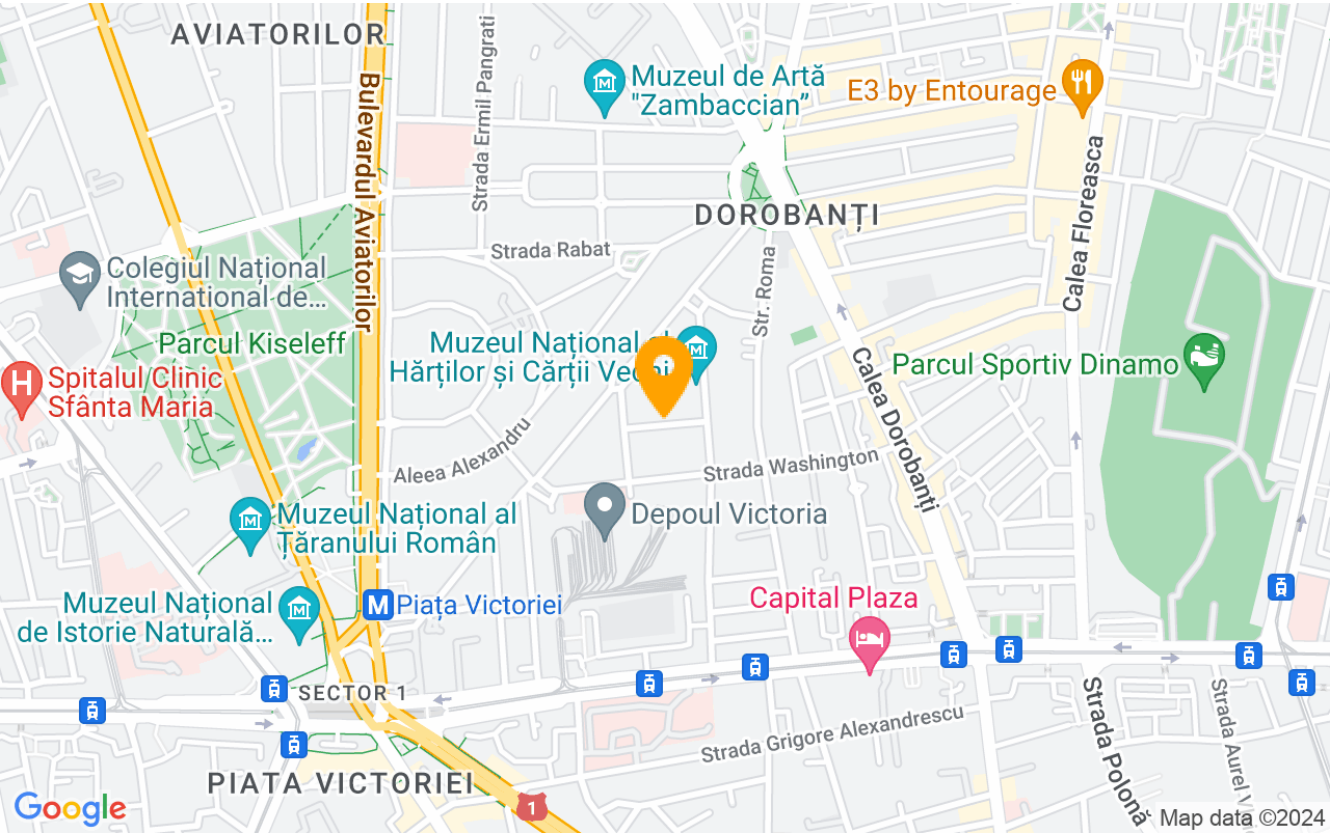 AVIATORILOR
Strada Ermil Pangrati
Bulevardul Aviatorilor
Muzeul de Artă
"Zambaccian”
E3 by Entourage
Calea Floreasca
DOROBANȚI
Strada Rabat
Str. Roma
Colegiul Național
International de...
Parcul Kiseleff
Muzeul Național al
Hărților și Cărții Vechi
Calea Dorobanți
Parcul Sportiv Dinamo
H
Spitalul Clinic
Sfânta Maria
Aleea Alexandru
Strada Washington
M
Muzeul Național al
Țăranului Român
Depoul Victoria
Muzeul Național
de Istorie Naturală...
M Piața Victoriei
Capital Plaza
SECTOR 1
Strada Grigore Alexandrescu
Strada Polonă
Strada Aurel V
PIAȚA VICTORIEI
1
Google
Map data ©2024